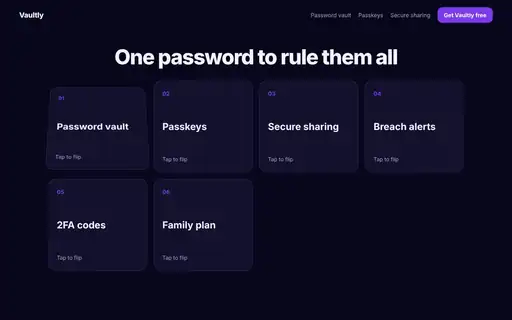 Vaultly
Password vault Passkeys Secure sharing Get Vaultly free
One password to rule them all
01
Password vault
Tap to flip
02
Passkeys
Tap to flip
03
Secure sharing
Tap to flip
04
Breach alerts
Tap to flip
05
2FA codes
Tap to flip
06
Family plan
Tap to flip